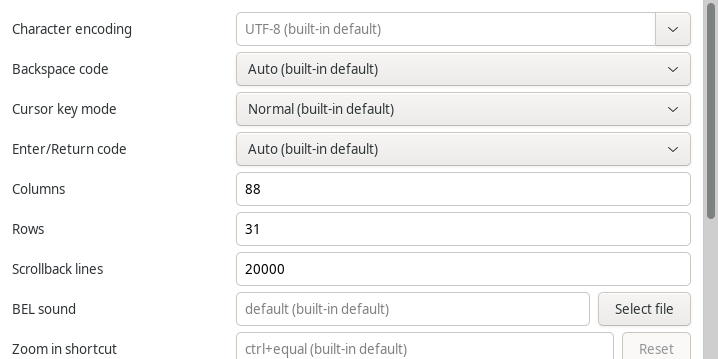 Character encoding UTF-8 (built-in default)
Backspace code Auto (built-in default)
Cursor key mode Normal (built-in default)
Enter/Return code Auto (built-in default)
Columns 88
Rows 31
Scrollback lines 20000
BEL sound default (built-in default) Select file
Zoom in shortcut ctrl+equal (built-in default) Reset